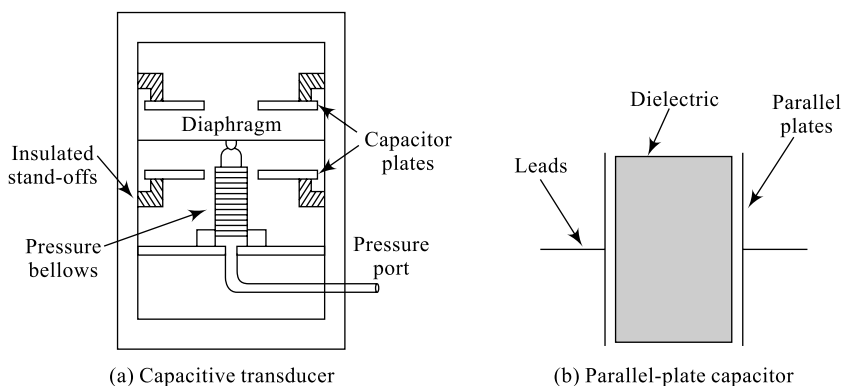 Diaphragm
Capacitor
plates
Insulated
stand-offs
Pressure
bellows
Pressure
port
(a) Capacitive transducer
Dielectric
Parallel
plates
Leads
(b) Parallel-plate capacitor